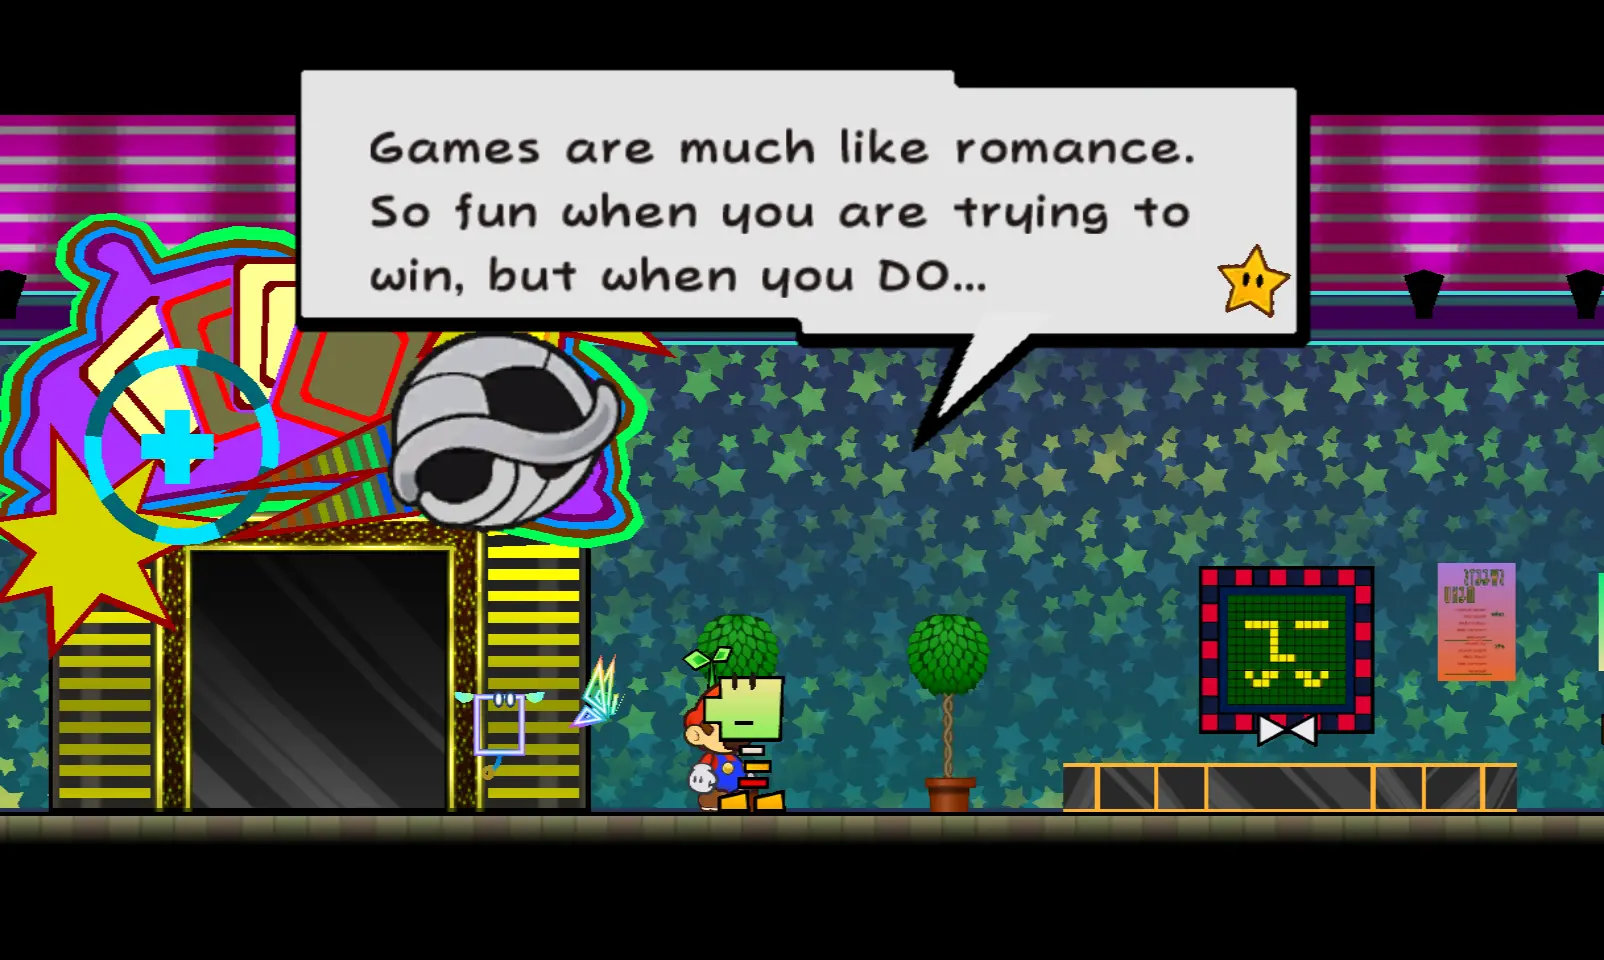 Games are much like romance.
So fun when you are trying to
win, but when you DO...